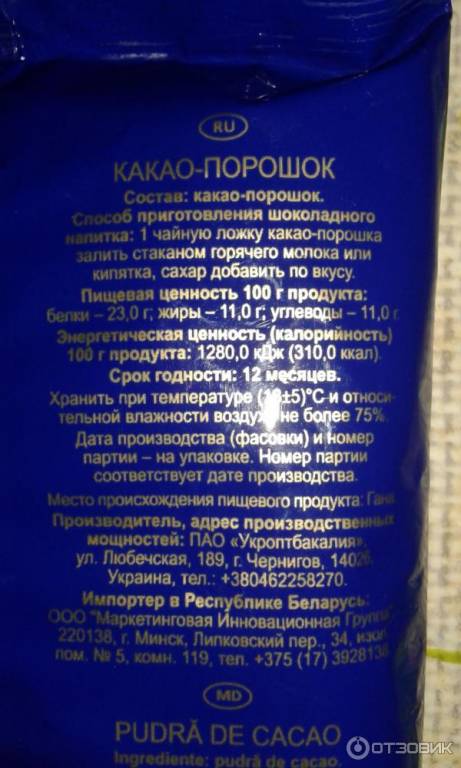 RU
КАКАО-ПОРОШОК
Состав: какао-порошок.
Способ приготовления шоколадного
напитка: 1 чайную ложку какао-порошка
залить стаканом горячего молока или
кипятка, сахар добавить по вкусу.
Пищевая ценность 100 г продукта:
белки – 23,0 г; жиры – 11,0 г; углеводы – 11,0 г
Энергетическая ценность (калорийность)
100 г продукта: 1280,0 кДж (310,0 ккал).
Срок годности: 12 месяцев.
Хранить при температуре (18±5)°С и относи-
тельной влажности воздуха не более 75%.
Дата производства (фасовки) и номер
партии – на упаковке. Номер партии
соответствует дате производства.
Место происхождения пищевого продукта: Гана
Производитель, адрес производственных
мощностей: ПАО «Укроптбакалия»,
ул. Любечская, 189, г. Чернигов,
Украина, тел.: +380462258270.
Импортер в Республике Беларусь:
ООО "Маркетинговая Инновационная Группа"
220138, г. Минск, Липковский пер., 34, изол.
пом. № 5, комн. 119, тел. +375 (17)
MD
PUDRĂ DE CACAO
Ingrediente: pudră de cacao.
ОТЗОВИК